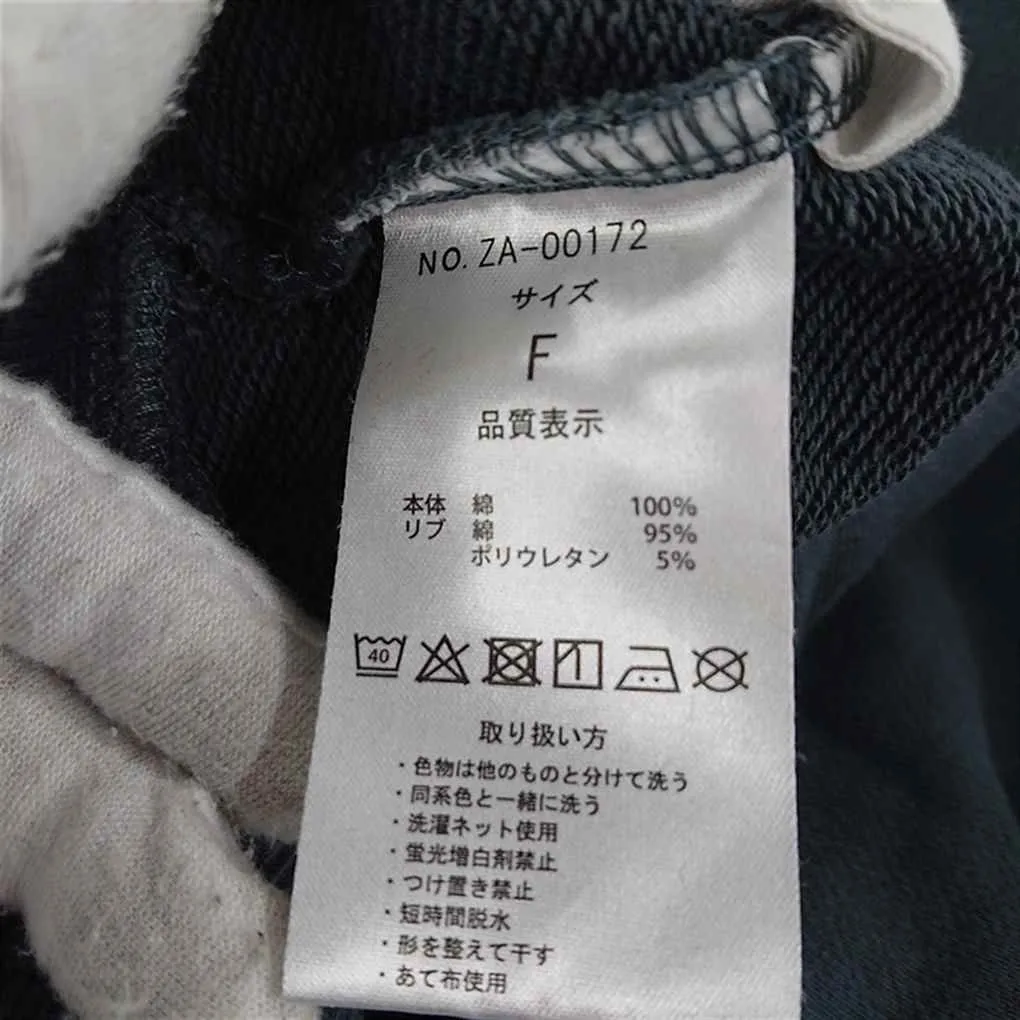 NO. ZA-00172
サイズ
F
品質表示
本体 綿 100%
リブ 綿 95%
ポリウレタン 5%
40
取り扱い方
・色物は他のものと分けて洗う
・同系色と一緒に洗う
・洗濯ネット使用
・蛍光増白剤禁止
・つけ置き禁止
・短時間脱水
・形を整えて干す
・あて布使用